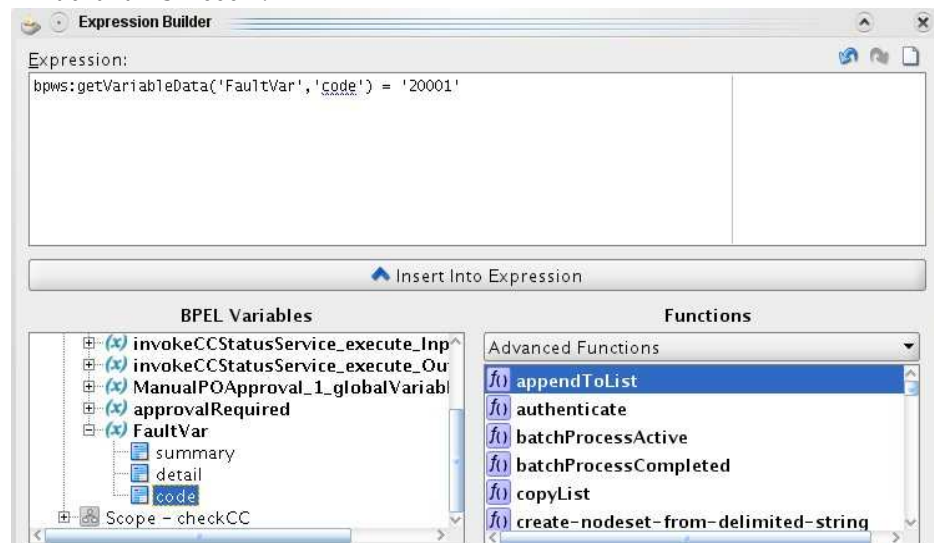 Expression Builder
Expression:
bpws:getVariableData('FaultVar','code') = '20001'
Insert Into Expression
BPEL Variables
Functions
(x) invokeCCStatusService_execute_Inp
(x) invokeCCStatusService_execute_Ou
(x) ManualPOApproval_1_globalVariabl
(x) approvalRequired
(x) FaultVar
summary
detail
code
Scope - checkCC
Advanced Functions
f() appendToList
f() authenticate
f() batchProcessActive
f() batchProcessCompleted
f() copyList
f() create-nodeset-from-delimited-string